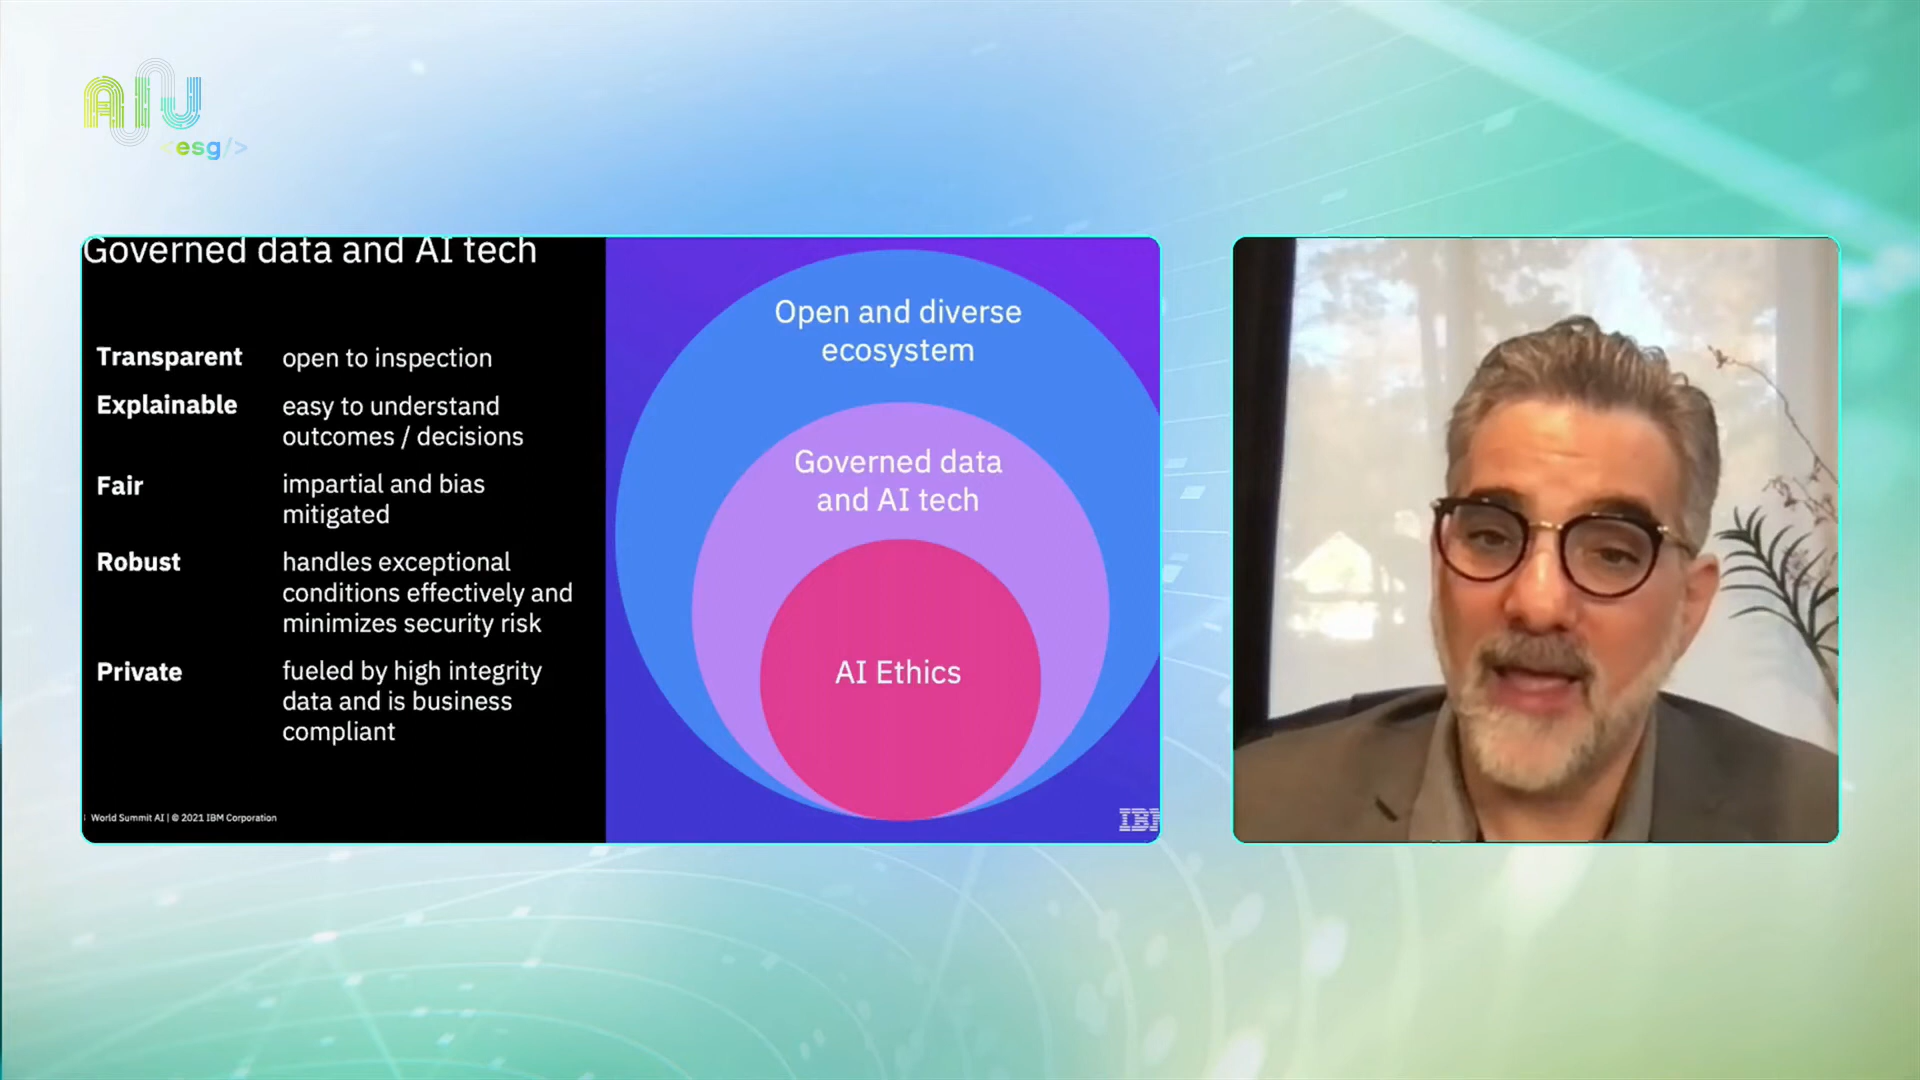 AIU
<esg/>
Governed data and AI tech
Transparent open to inspection
Explainable easy to understand
outcomes / decisions
Fair impartial and bias
mitigated
Robust handles exceptional
conditions effectively and
minimizes security risk
Private fueled by high integrity
data and is business
compliant
World Summit AI | © 2021 IBM Corporation
Open and diverse
ecosystem
Governed data
and AI tech
AI Ethics
IBM